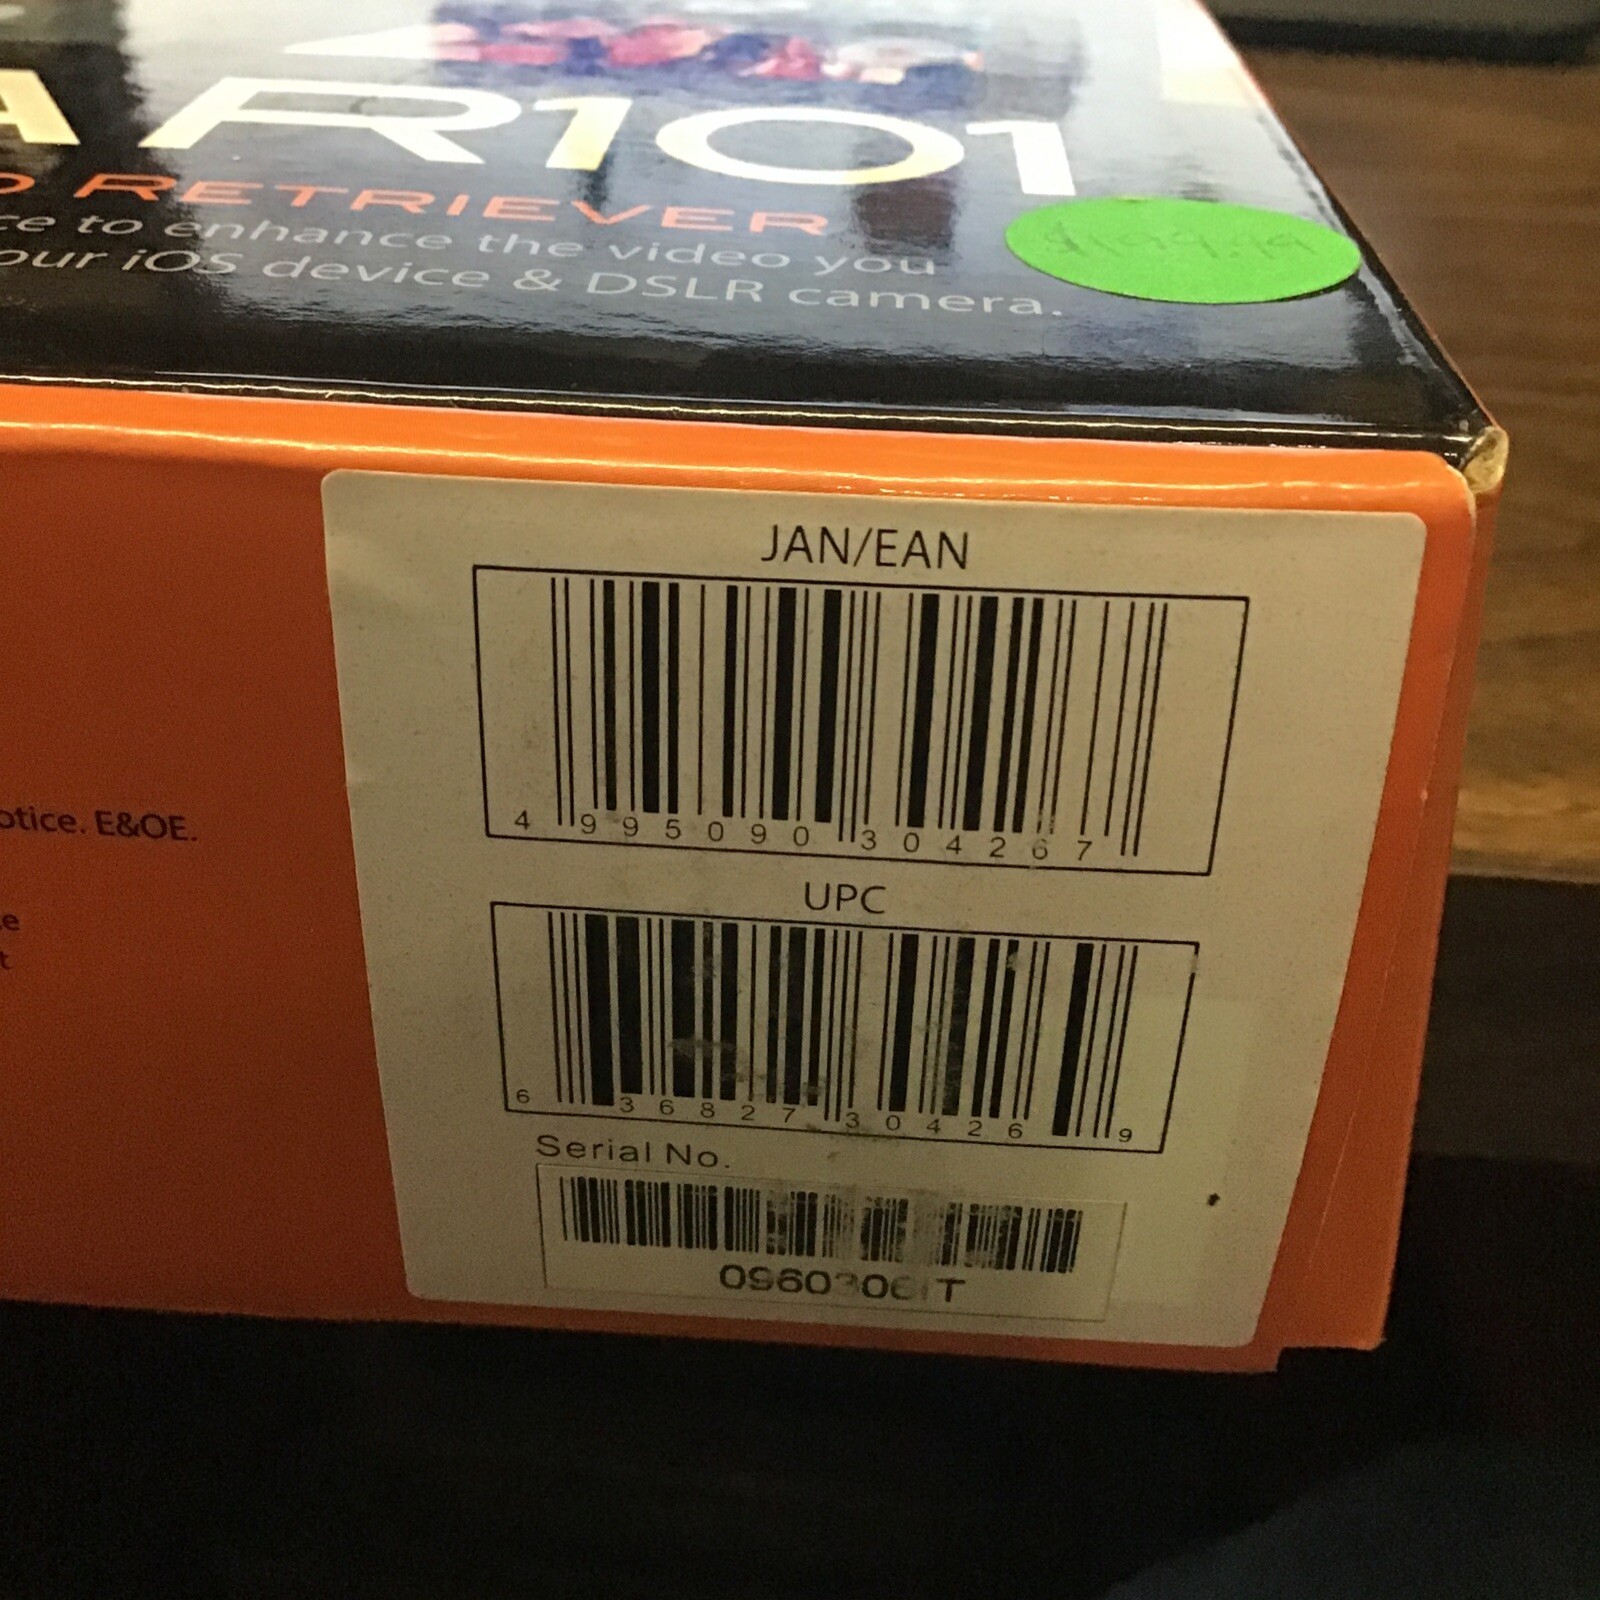 A R101
RETRIEVER
ce to enhance the video you
our iOS device & DSLR camera.
JAN/EAN
4 995090 304267
UPC
6 36827 30426 9
Serial No.
otice. E&OE.